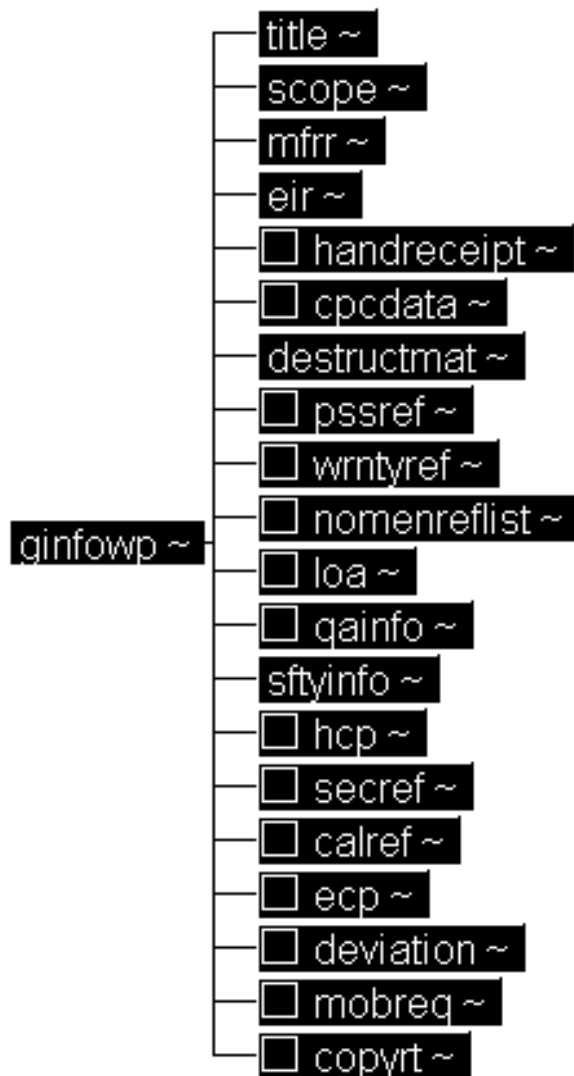 title ~
scope ~
mfrr ~
eir ~
handreceipt ~
cpcdata ~
destructmat ~
pssref ~
wrntyref ~
nomenreflist ~
ginfowp ~
loa ~
qainfo ~
sftyinfo ~
hcp ~
secref ~
calref ~
ecp ~
deviation ~
mobreq ~
copyrt ~